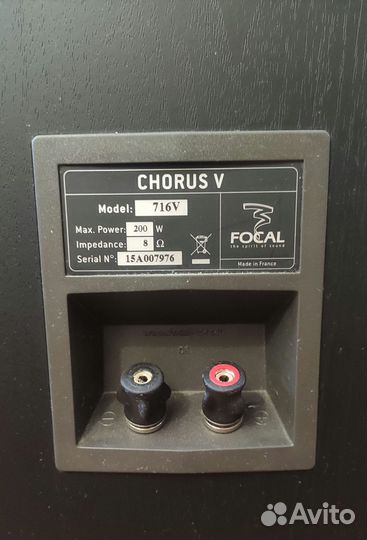 CHORUS V
Model: 716V
Max. Power: 200 W
Impedance: 8 Ω
Serial N°: 15A007976
FOCAL
the spirit of sound
Made in France
Avito